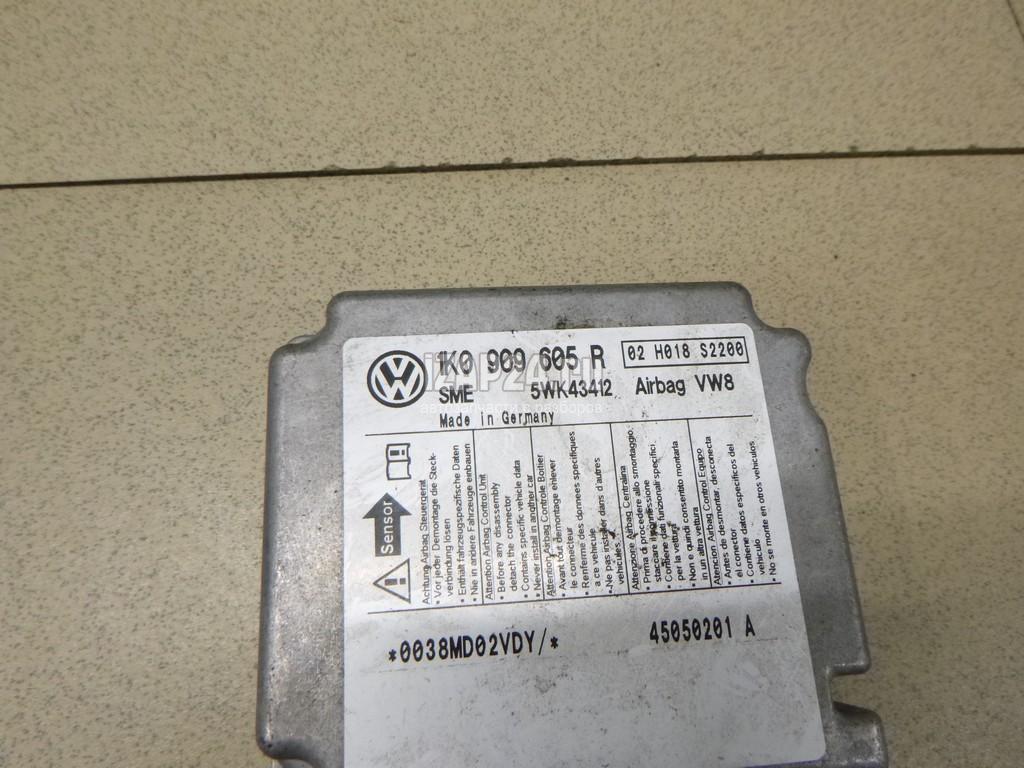 1K0 909 605 R
02 H018 S2200
SME 5WK43412 Airbag VW8
Made in Germany
Sensor
Achtung Airbag Steuergerät
• Vor jeder Demontage die Steck-
verbindung lösen
• Enthält fahrzeugspezifische Daten
• Nie in andere Fahrzeuge einbauen
Attention Airbag Control Unit
• Before any disassembly
detach the connector
• Contains specific vehicle data
• Never install in another car
Attention Airbag Controle Boitier
• Avant tout demontage enlever
le connecteur
• Renferme des donnees specifiques
a ce vehicule
• Ne pas installer dans d'autres
vehicules
Attenzione Airbag Centralina
• Prima di procedere allo smontaggio,
staccare il
• Contiene dati funzionali specifici
per la vettura
• Non e quindi consentito montarla
in un altra vettura
Atencion Airbag Control Equipo
• Antes de desmontar, desconecta
el conector
• Contiene datos especificos del
vehiculo
• No se monte en otros vehiculos
*0038MD02VDY/*
45050201 A
автозапчасти с разборов